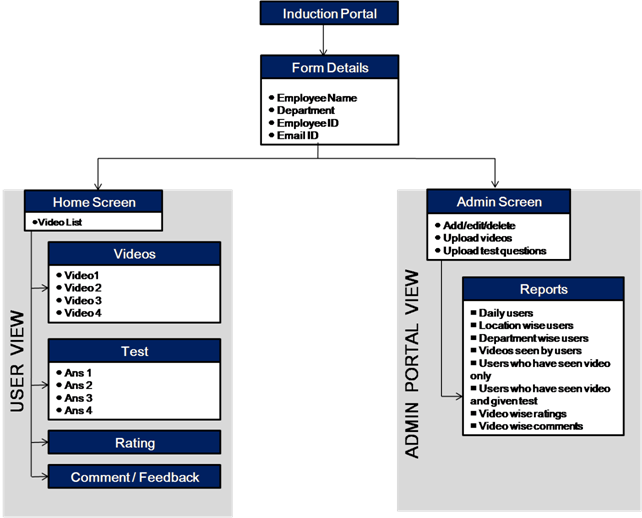 Induction Portal
Form Details
● Employee Name
● Department
● Employee ID
● Email ID
USER VIEW
Home Screen
●Video List
Videos
● Video1
● Video 2
● Video 3
● Video 4
Test
● Ans 1
● Ans 2
● Ans 3
● Ans 4
Rating
Comment / Feedback
ADMIN PORTAL VIEW
Admin Screen
● Add/edit/delete
● Upload videos
● Upload test questions
Reports
■ Daily users
■ Location wise users
■ Department wise users
■ Videos seen by users
■ Users who have seen video
only
■ Users who have seen video
and given test
■ Video wise ratings
■ Video wise comments